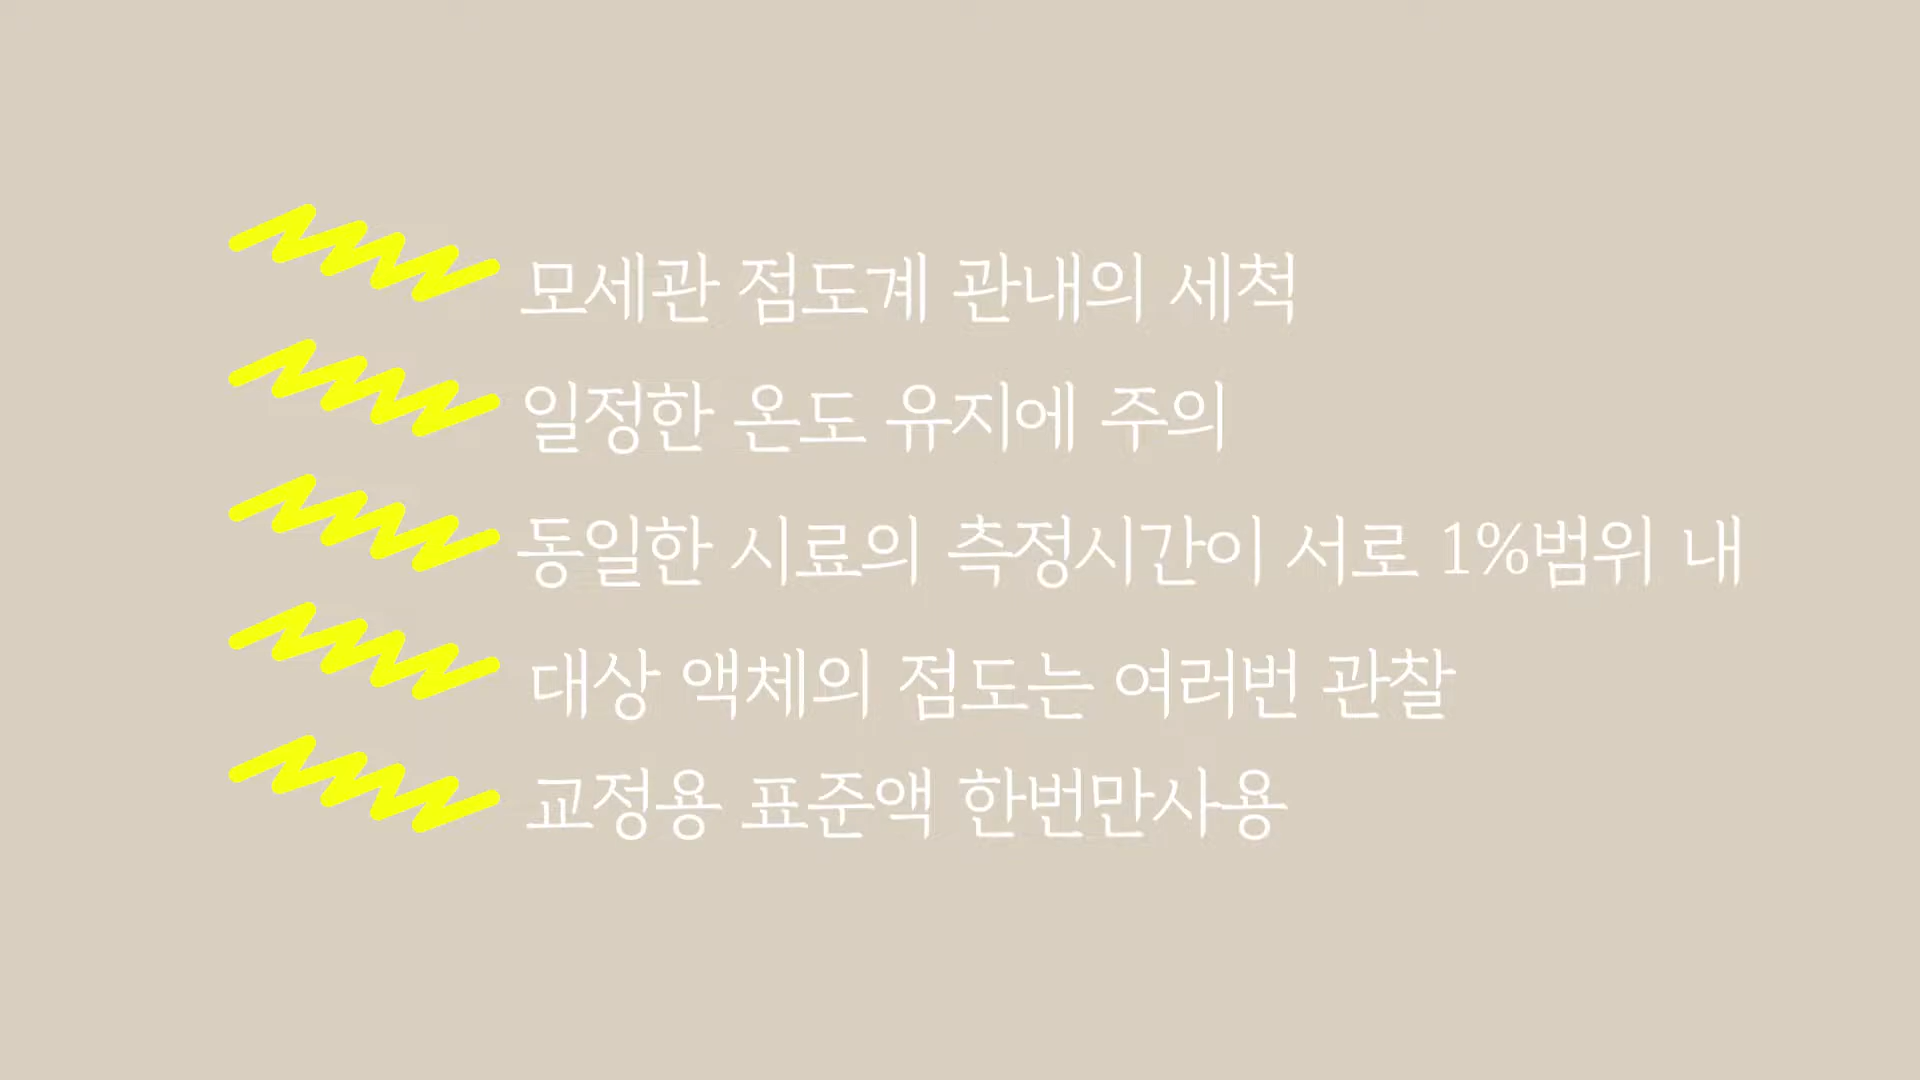 모세관 점도계 관내의 세척
일정한 온도 유지에 주의
동일한 시료의 측정시간이 서로 1%범위 내
대상 액체의 점도는 여러번 관찰
교정용 표준액 한번만사용